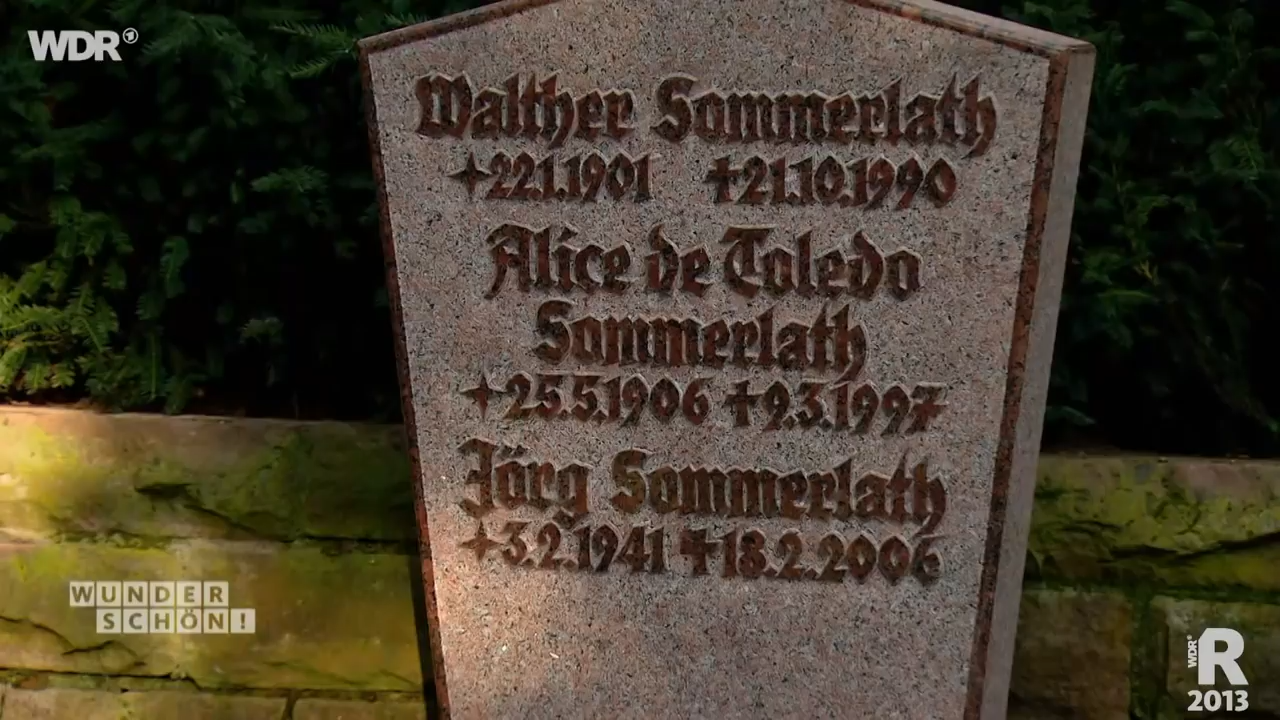 WDR
Walther Sommerlath
22.1.1901 †21.10.1990
Alice de Toledo
Sommerlath
25.5.1906 †9.3.1997
Jörg Sommerlath
3.2.1941 †18.2.2006
WUNDER
SCHÖN!
WDR R
2013